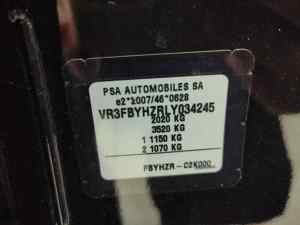 PSA AUTOMOBILES SA
e2*2007/46*0628
VR3FBYHZRLY034245
2020 KG
3520 KG
1 1150 KG
2 1070 KG
FBYHZR-C2K000